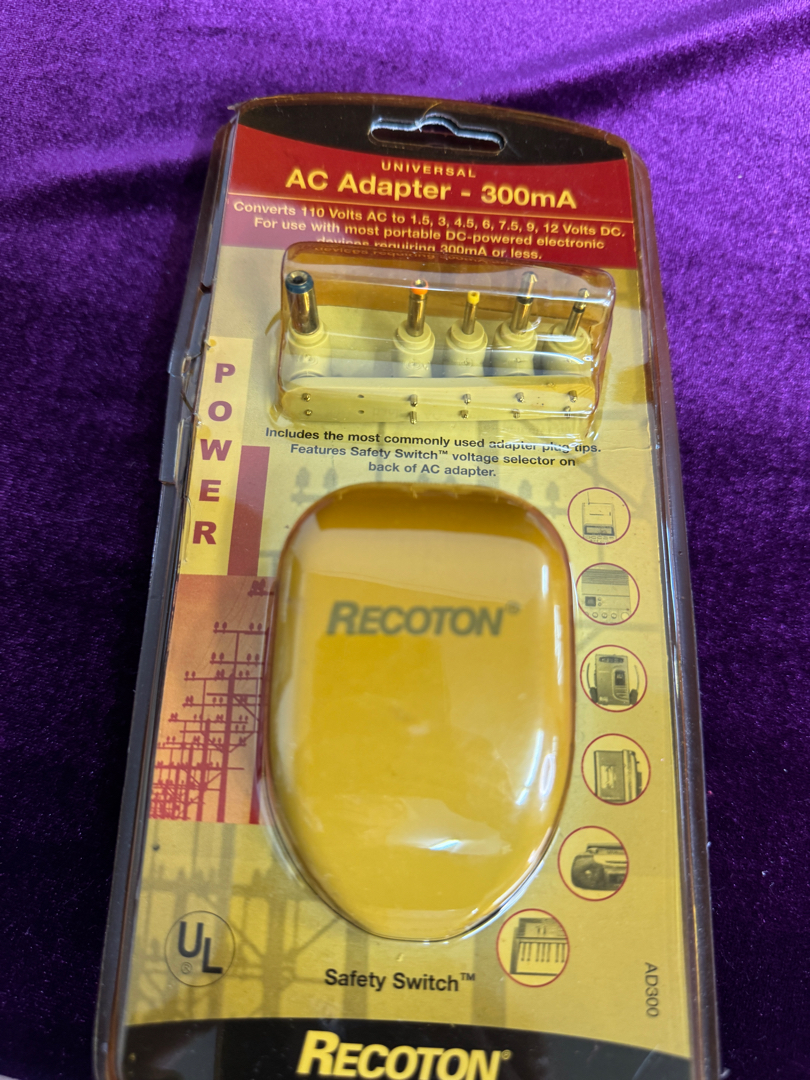 UNIVERSAL
AC Adapter - 300mA
Converts 110 Volts AC to 1.5, 3, 4.5, 6, 7.5, 9, 12 Volts DC.
For use with most portable DC-powered electronic
devices requiring 300mA or less.
POWER
Includes the most commonly used adapter plug tips.
Features Safety Switch™ voltage selector on
back of AC adapter.
RECOTON®
UL
®
Safety Switch™
AD300
RECOTON®